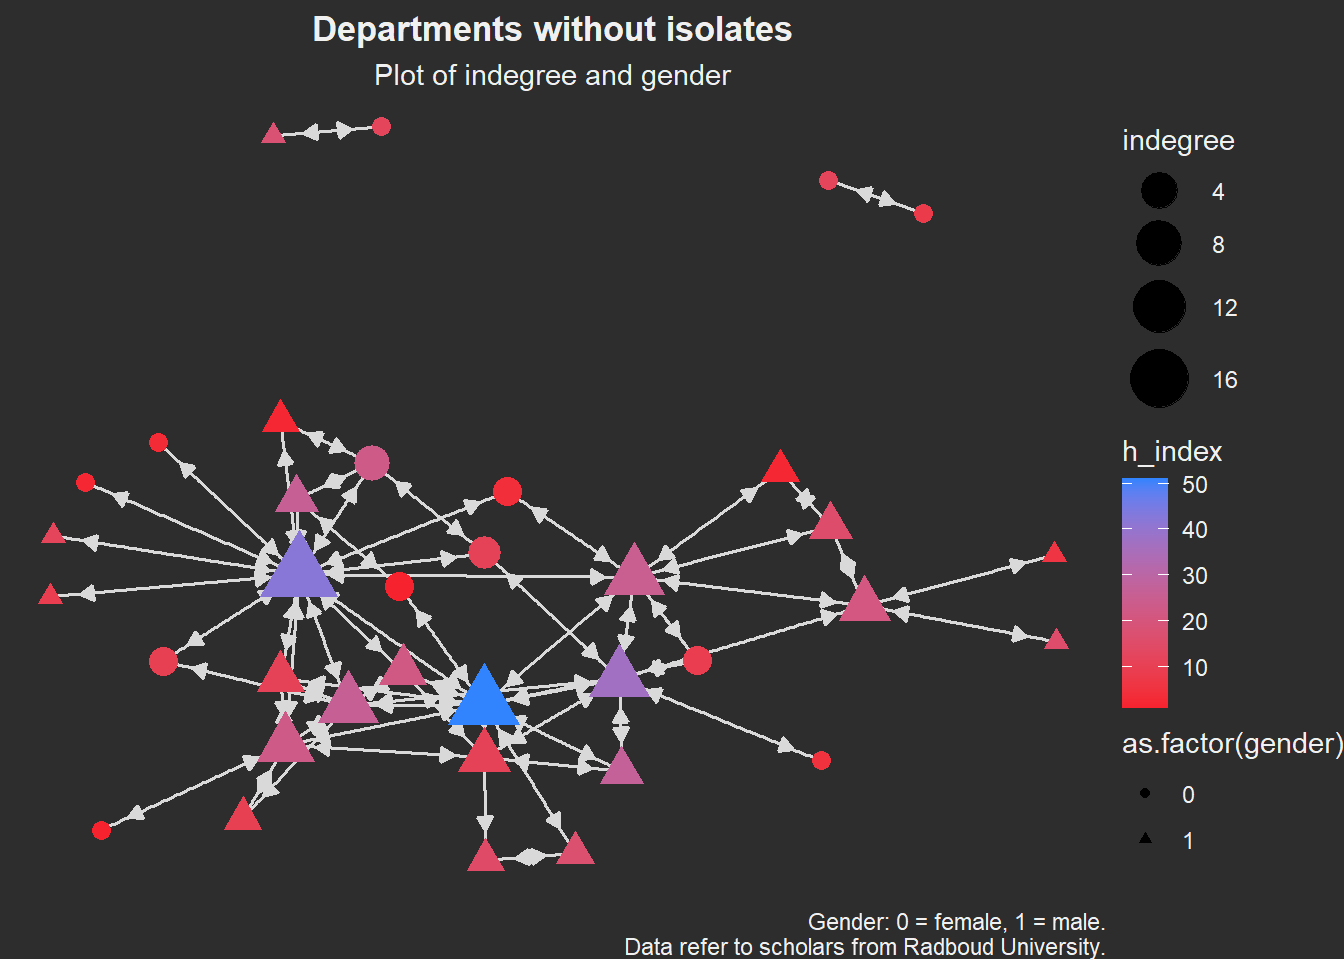 Departments without isolates
Plot of indegree and gender
indegree
4
8
12
16
h_index
50
40
30
20
10
as.factor(gender)
0
1
Gender: 0 = female, 1 = male.
Data refer to scholars from Radboud University.